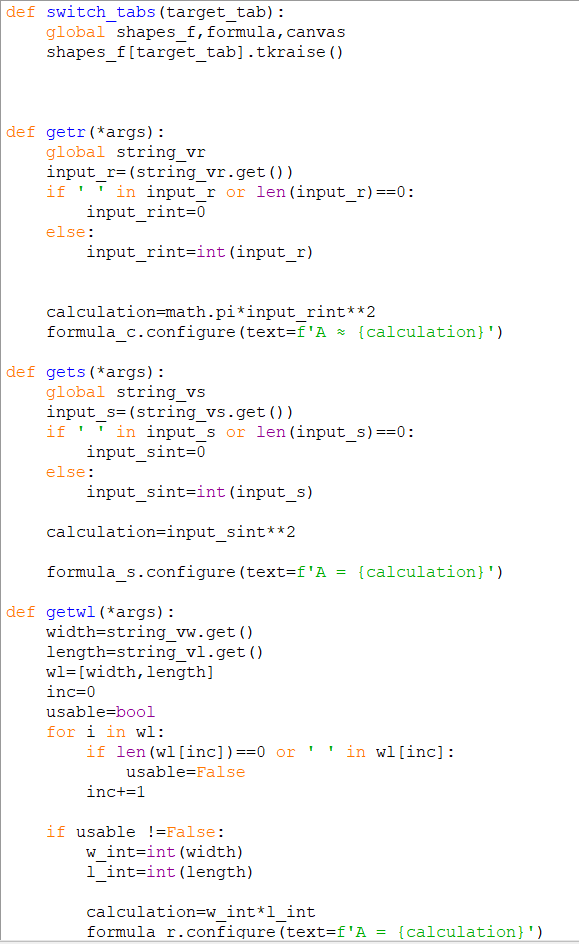 def switch_tabs(target_tab):
    global shapes_f,formula,canvas
    shapes_f[target_tab].tkraise()
def getr(*args):
    global string_vr
    input_r=(string_vr.get())
    if ' ' in input_r or len(input_r)==0:
        input_rint=0
    else:
        input_rint=int(input_r)
    calculation=math.pi*input_rint**2
    formula_c.configure(text=f'A ≈ {calculation}')
def gets(*args):
    global string_vs
    input_s=(string_vs.get())
    if ' ' in input_s or len(input_s)==0:
        input_sint=0
    else:
        input_sint=int(input_s)
    calculation=input_sint**2
    formula_s.configure(text=f'A = {calculation}')
def getwl(*args):
    width=string_vw.get()
    length=string_vl.get()
    wl=[width,length]
    inc=0
    usable=bool
    for i in wl:
        if len(wl[inc])==0 or ' ' in wl[inc]:
            usable=False
        inc+=1
    if usable !=False:
        w_int=int(width)
        l_int=int(length)
        calculation=w_int*l_int
        formula_r.configure(text=f'A = {calculation}')